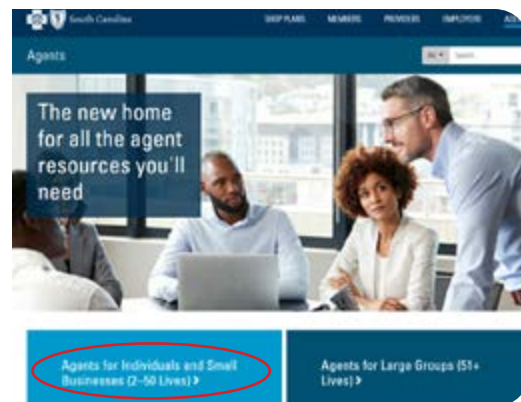 South Carolina
SHOP PLANS MEMBERS PROVIDERS EMPLOYERS
Agents
The new home
for all the agent
resources you'll
need
Agents for Individuals and Small
Businesses (2–50 Lives) >
Agents for Large Groups (51+
Lives) >